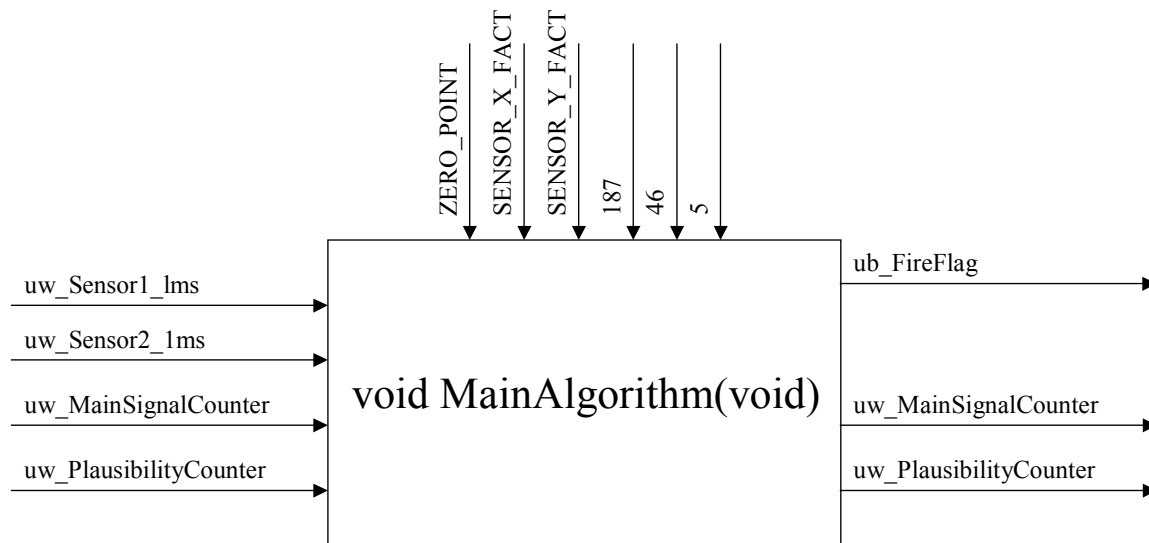 ZERO_POINT
SENSOR_X_FACT
SENSOR_Y_FACT
187
46
5
uw_Sensor1_lms
uw_Sensor2_1ms
uw_MainSignalCounter
uw_PlausibilityCounter
void MainAlgorithm(void)
ub_FireFlag
uw_MainSignalCounter
uw_PlausibilityCounter